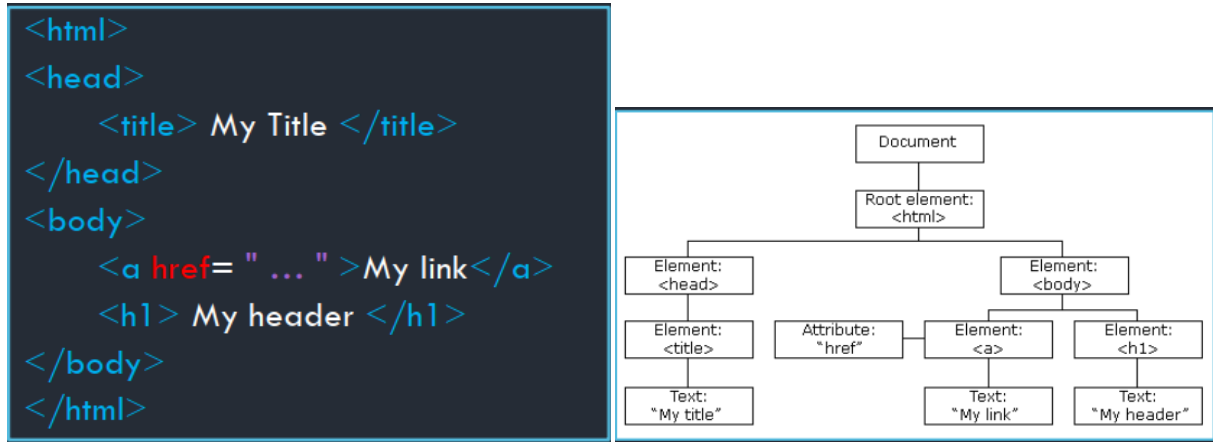 <html>
<head>
<title> My Title </title>
</head>
<body>
<a href= " ... " >My link</a>
<h1> My header </h1>
</body>
</html>
Document
Root element:
<html>
Element:
<head>
Element:
<body>
Element:
<title>
Attribute:
"href"
Element:
<a>
Element:
<h1>
Text:
"My title"
Text:
"My link"
Text:
"My header"